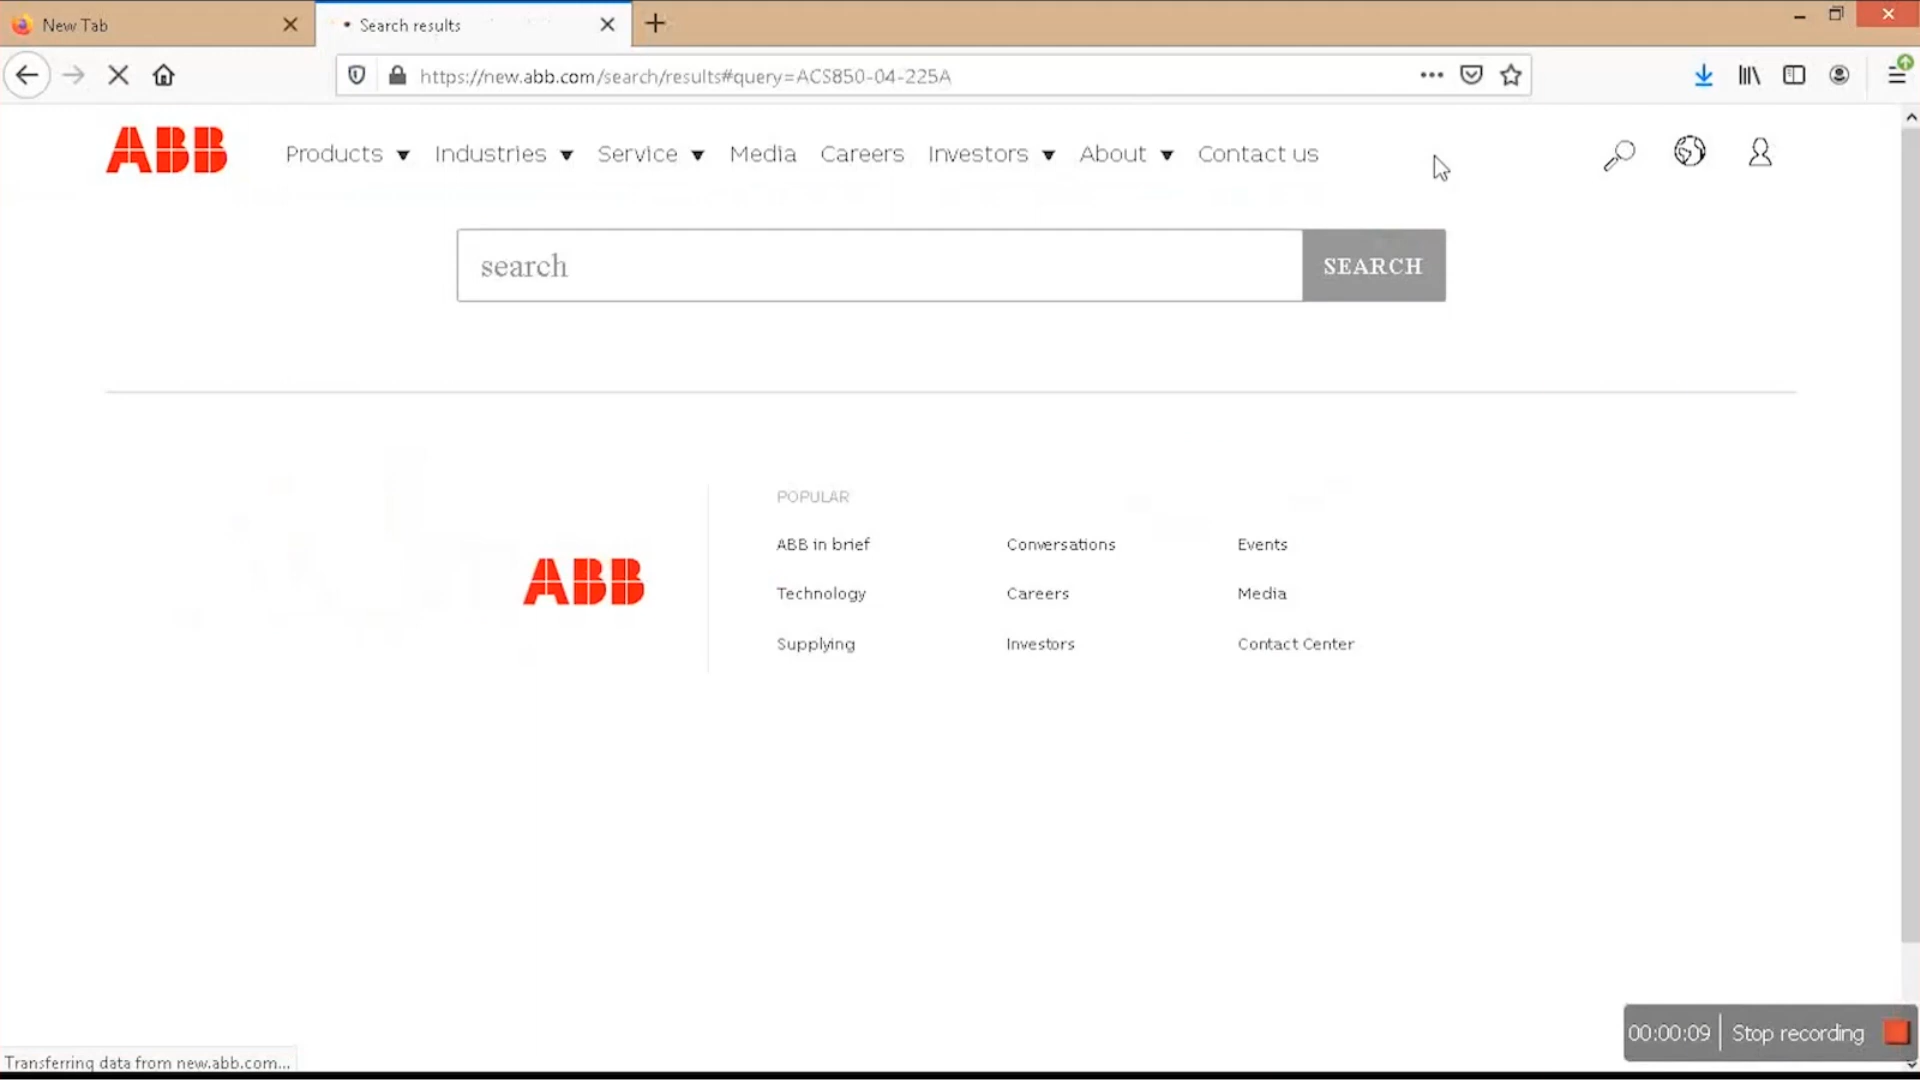 New Tab
Search results
https://new.abb.com/search/results#query=ACS850-04-225A
ABB
Products
Industries
Service
Media
Careers
Investors
About
Contact us
search
SEARCH
ABB
POPULAR
ABB in brief
Conversations
Events
Technology
Careers
Media
Supplying
Investors
Contact Center
00:00:09
Stop recording
Transferring data from new.abb.com...